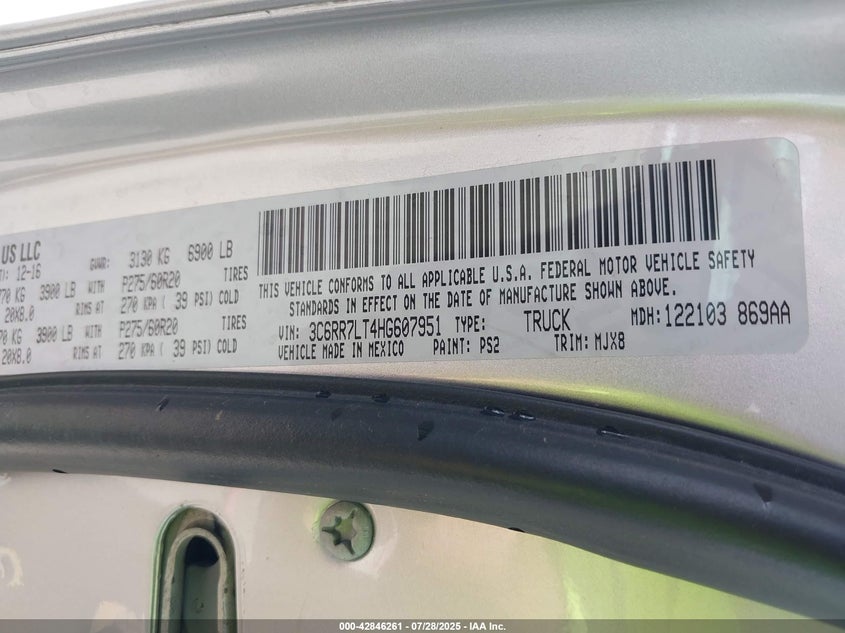 US LLC
12-16 GVWR: 3130 KG 6900 LB
3900 LB WITH P275/60R20 TIRES
20X8.0 RIMS AT 270 KPA ( 39 PSI) COLD
KG 3900 LB WITH P275/60R20 TIRES
20X8.0 RIMS AT 270 KPA ( 39 PSI) COLD
THIS VEHICLE CONFORMS TO ALL APPLICABLE U.S.A. FEDERAL MOTOR VEHICLE SAFETY
STANDARDS IN EFFECT ON THE DATE OF MANUFACTURE SHOWN ABOVE.
VIN: 3C6RR7LT4HG607951 TYPE: TRUCK MDH: 122103 869AA
VEHICLE MADE IN MEXICO PAINT: PS2 TRIM: MJX8
000-42846261 - 07/28/2025 - IAA Inc.